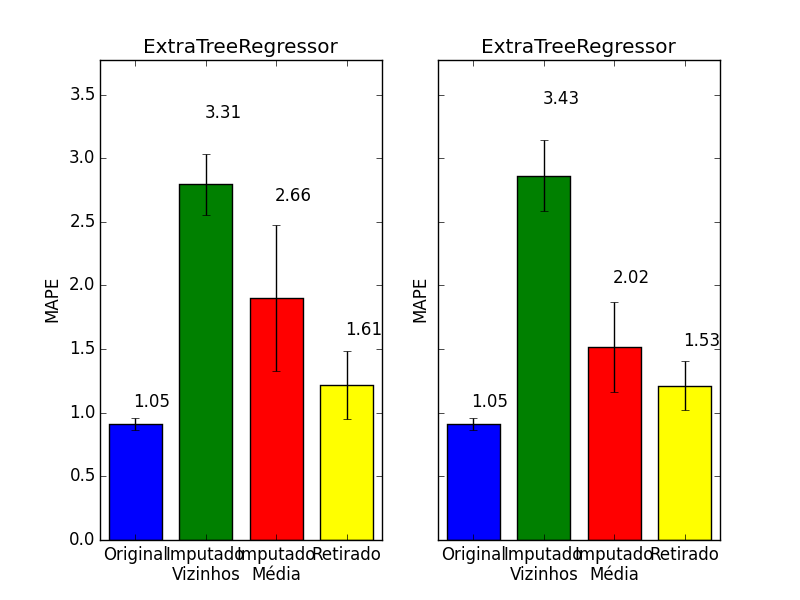 ExtraTreeRegressor
MAPE
3.5
3.0
2.5
2.0
1.5
1.0
0.5
0.0
1.05
3.31
2.66
1.61
Original Imputado Imputado Retirado
Vizinhos Média
ExtraTreeRegressor
MAPE
1.05
3.43
2.02
1.53
Original Imputado Imputado Retirado
Vizinhos Média